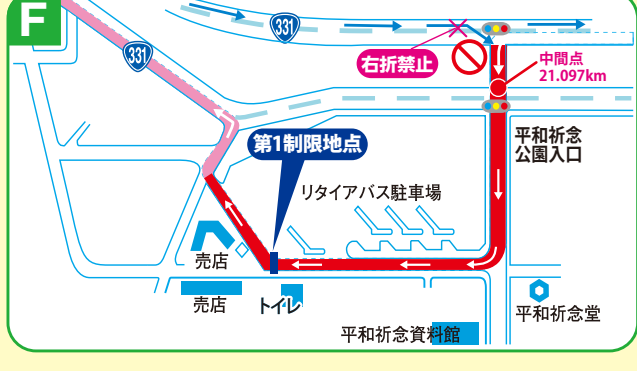 F
331
331
右折禁止
中間点
21.097km
平和祈念
公園入口
第1制限地点
リタイアバス駐車場
売店
売店
トイレ
平和祈念資料館
平和祈念堂